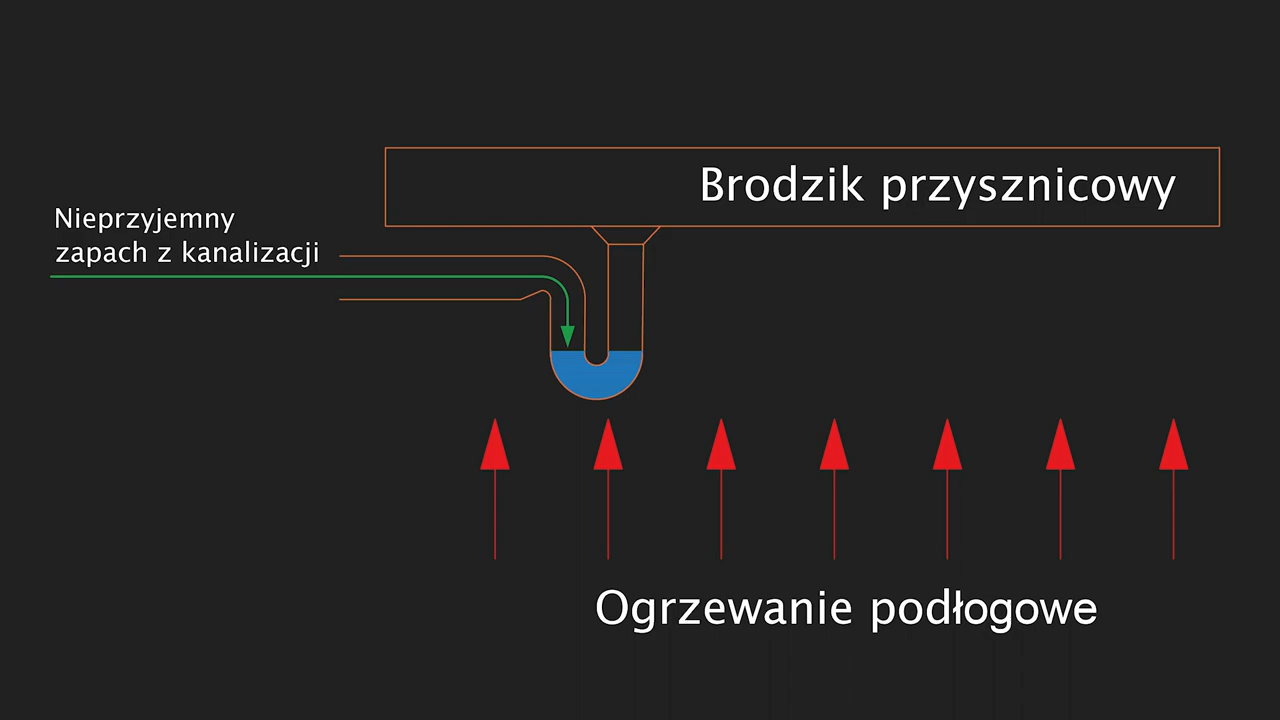 Brodzik przysznicowy
Nieprzyjemny
zapach z kanalizacji
Ogrzewanie podłogowe